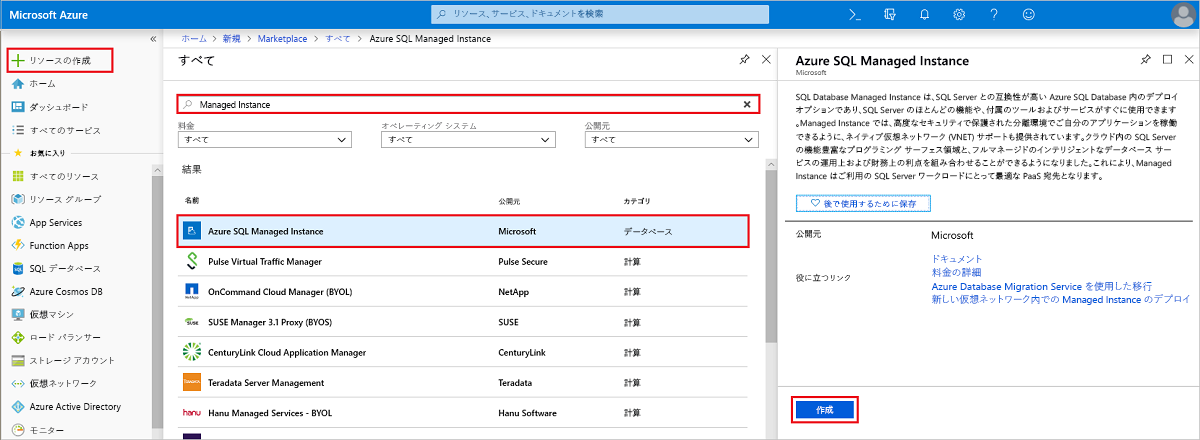 Microsoft Azure
リソース、サービス、ドキュメントを検索
リソースの作成
ホーム
ダッシュボード
すべてのサービス
お気に入り
すべてのリソース
リソース グループ
App Services
Function Apps
SQL データベース
Azure Cosmos DB
仮想マシン
ロード バランサー
ストレージ アカウント
仮想ネットワーク
Azure Active Directory
モニター
ホーム > 新規 > Marketplace > すべて > Azure SQL Managed Instance
すべて
Managed Instance
料金 オペレーティング システム 公開元
すべて すべて すべて
結果
名前 公開元 カテゴリ
Azure SQL Managed Instance Microsoft データベース
Pulse Virtual Traffic Manager Pulse Secure 計算
NetApp OnCommand Cloud Manager (BYOL) NetApp 計算
SUSE SUSE Manager 3.1 Proxy (BYOS) SUSE 計算
CenturyLink Cloud Application Manager CenturyLink 計算
Teradata Teradata Server Management Teradata 計算
hanu Hanu Managed Services - BYOL Hanu Software 計算
Azure SQL Managed Instance
Microsoft
SQL Database Managed Instance は、SQL Server との互換性が高い Azure SQL Database 内のデプロイ
オプションであり、SQL Server のほとんどの機能や、付属のツールおよびサービスがすぐに使用できます
。Managed Instance では、高度なセキュリティで保護された分離環境でご自分のアプリケーションを稼働
できるように、ネイティブ仮想ネットワーク (VNET) サポートも提供されています。クラウド内の SQL Server
の機能豊富なプログラミング サーフェス領域と、フルマネージドのインテリジェントなデータベース サー
ビスの運用上および財務上の利点を組み合わせることができるようになりました。これにより、Managed
Instance はご利用の SQL Server ワークロードにとって最適な PaaS 宛先となります。
後で使用するために保存
公開元 Microsoft
役に立つリンク
ドキュメント
料金の詳細
Azure Database Migration Service を使用した移行
新しい仮想ネットワーク内での Managed Instance のデプロイ
作成